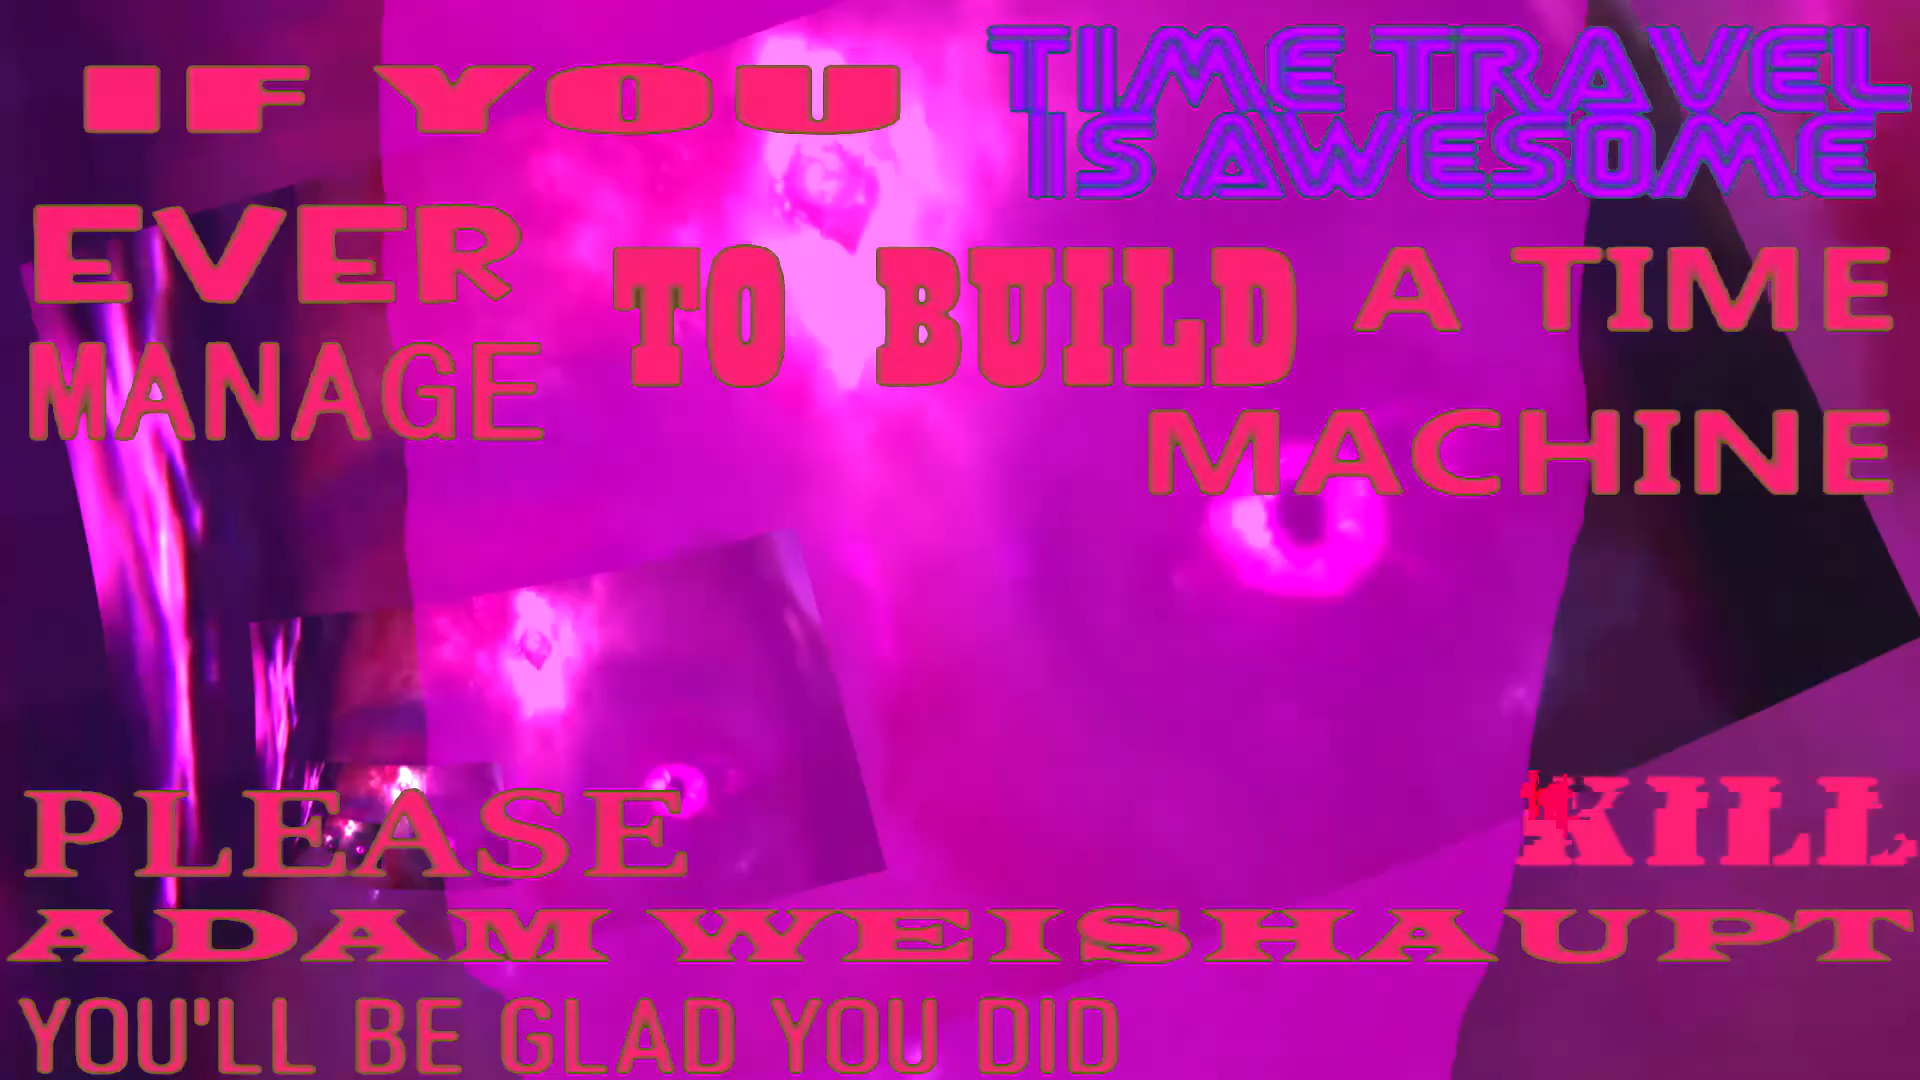 IF YOU
TIME TRAVEL
IS AWESOME
EVER
MANAGE
TO BUILD
A TIME
MACHINE
PLEASE
KILL
ADAM WEISHAUPT
YOU'LL BE GLAD YOU DID